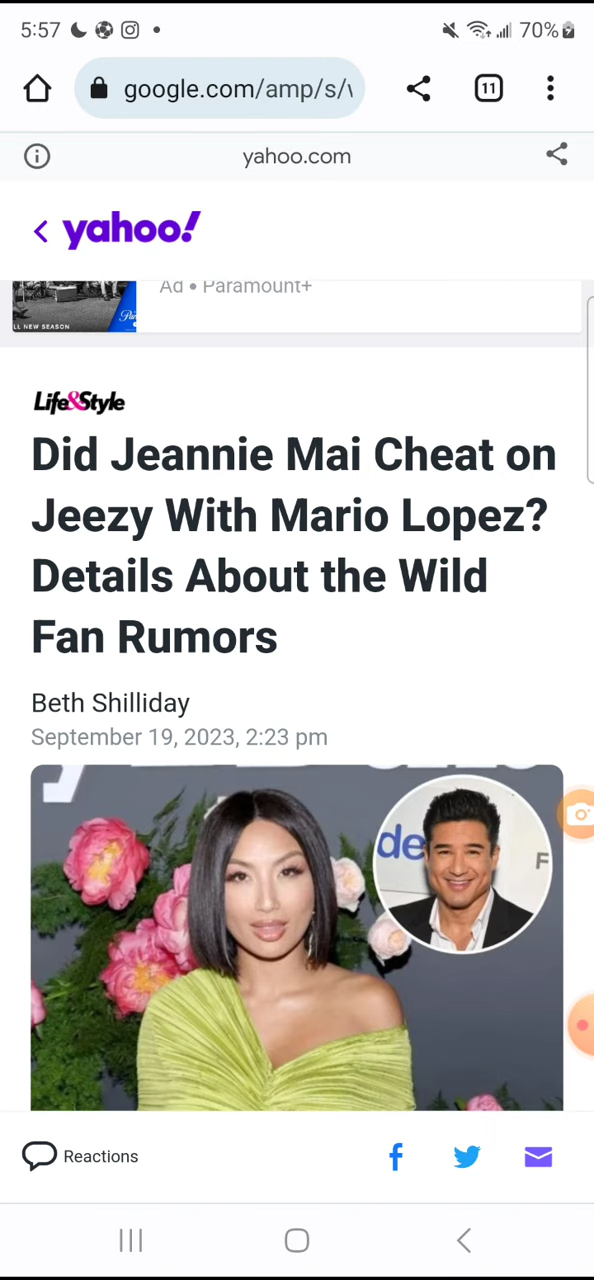 5:57
70%
google.com/amp/s/
11
yahoo.com
yahoo!
Ad • Paramount+
LL NEW SEASON
Life&Style
Did Jeannie Mai Cheat on
Jeezy With Mario Lopez?
Details About the Wild
Fan Rumors
Beth Shilliday
September 19, 2023, 2:23 pm
de
F
Reactions